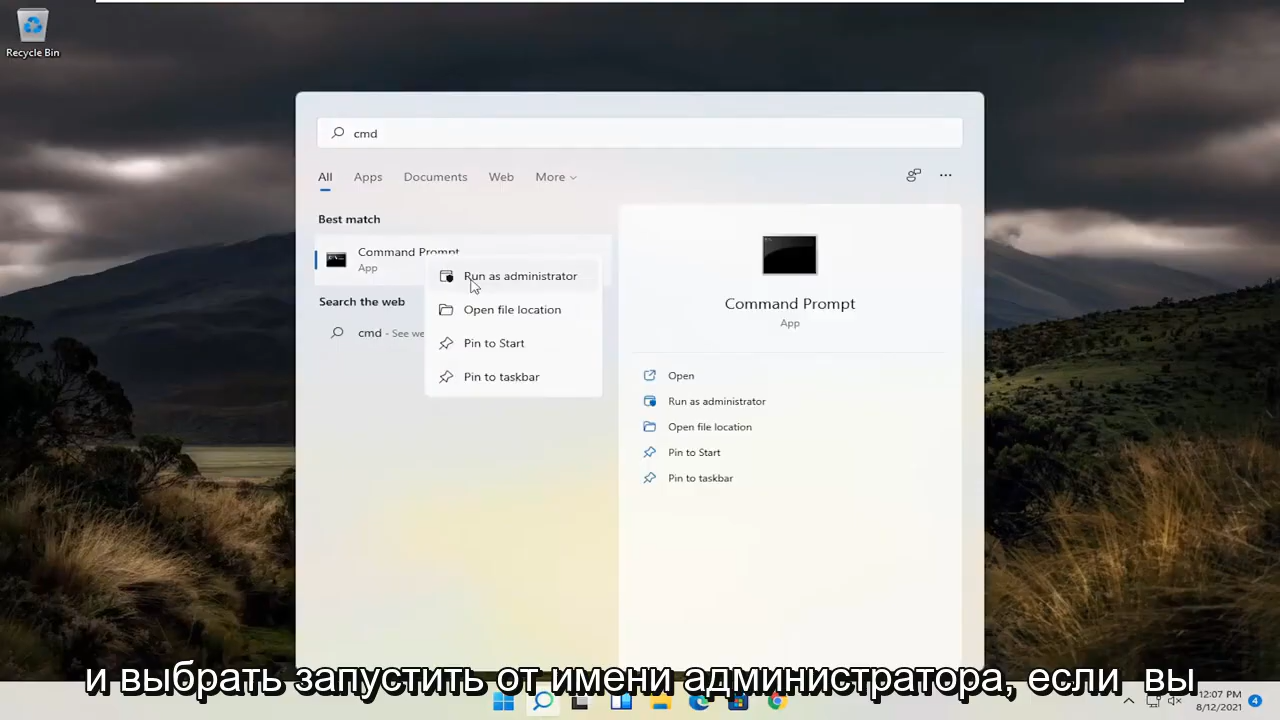 Recycle Bin
cmd
All Apps Documents Web More
Best match
Command Prompt
App
Run as administrator
Open file location
Pin to Start
Pin to taskbar
Search the web
cmd - See we
Command Prompt
App
Open
Run as administrator
Open file location
Pin to Start
Pin to taskbar
и выбрать запустить от имени администратора, если вы
12:07 PM
8/12/2021
4